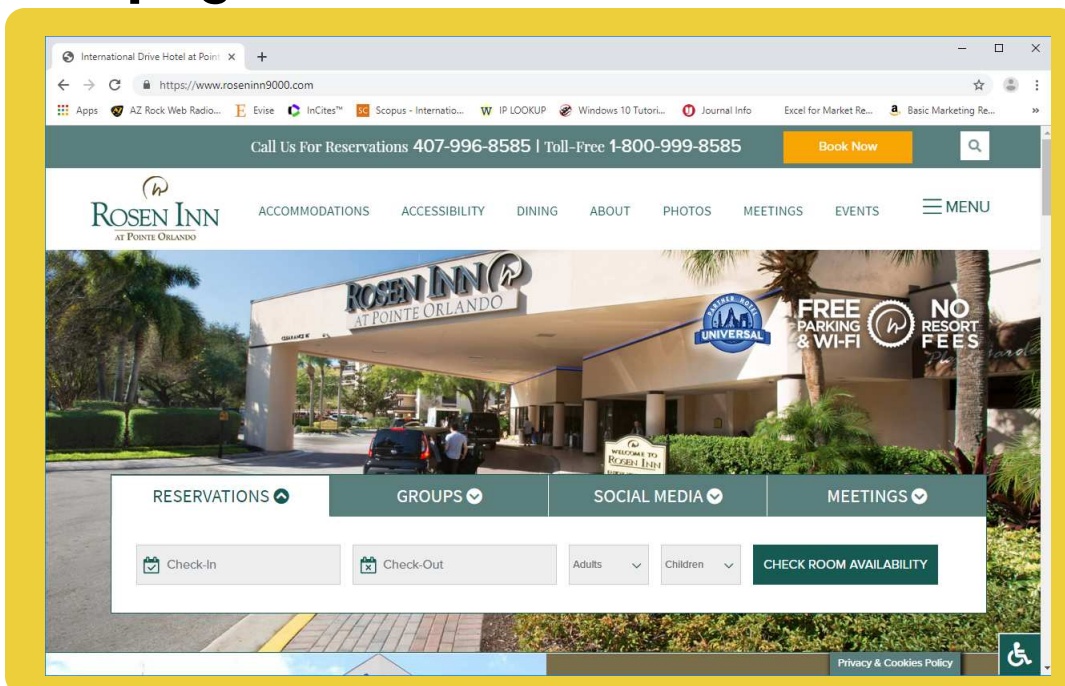 International Drive Hotel at Point
https://www.roseninn9000.com
Apps AZ Rock Web Radio... Evise InCites™ Scopus - Internatio... IP LOOKUP Windows 10 Tutori... Journal Info Excel for Market Re... Basic Marketing Re... »
Call Us For Reservations 407-996-8585 | Toll-Free 1-800-999-8585 Book Now
ROSEN INN
AT POINTE ORLANDO
ACCOMMODATIONS ACCESSIBILITY DINING ABOUT PHOTOS MEETINGS EVENTS MENU
ROSEN INN
AT POINTE ORLANDO
PARTNER HOTEL
UNIVERSAL
FREE
PARKING
& WI-FI
NO
RESORT
FEES
WELCOME TO
ROSEN INN
RESERVATIONS GROUPS SOCIAL MEDIA MEETINGS
Check-In Check-Out Adults Children CHECK ROOM AVAILABILITY
Privacy & Cookies Policy